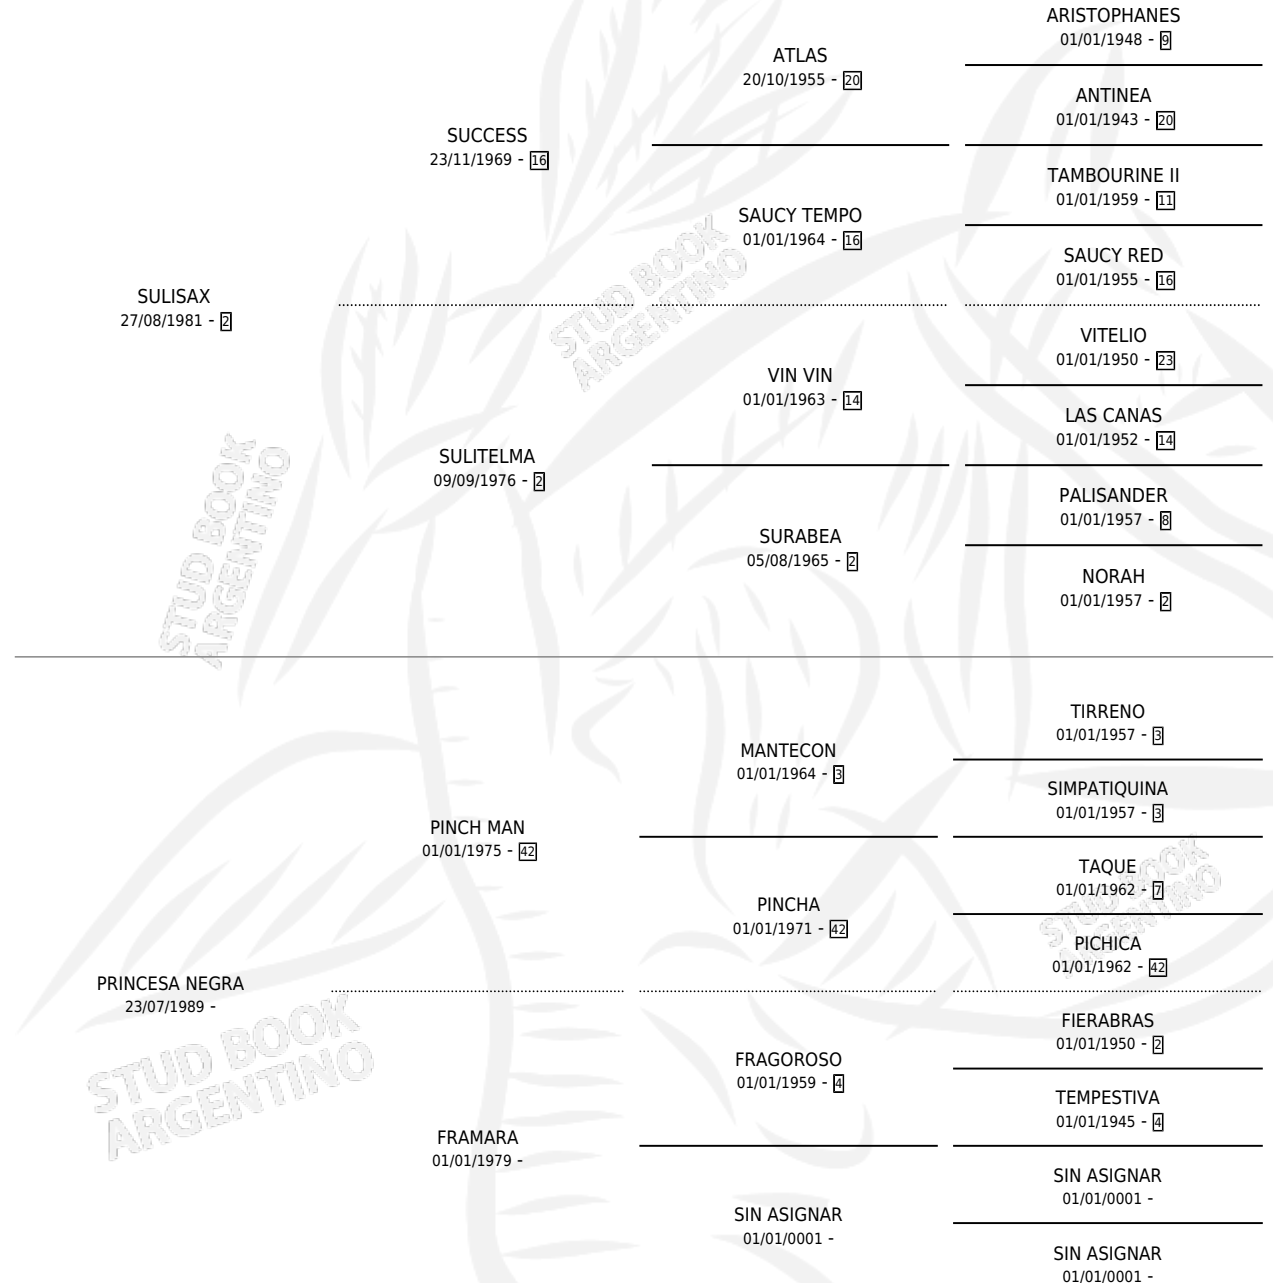 ARISTOPHANES
01/01/1948 - 9
ATLAS
20/10/1955 - 20
ANTINEA
01/01/1943 - 20
SUCCESS
23/11/1969 - 16
TAMBOURINE II
01/01/1959 - 11
SAUCY TEMPO
01/01/1964 - 16
SAUCY RED
01/01/1955 - 16
SULISAX
27/08/1981 - 2
VITELIO
01/01/1950 - 23
VIN VIN
01/01/1963 - 14
LAS CANAS
01/01/1952 - 14
SULITELMA
09/09/1976 - 2
PALISANDER
01/01/1957 - 8
SURABEA
05/08/1965 - 2
NORAH
01/01/1957 - 2
TIRRENO
01/01/1957 - 3
MANTECON
01/01/1964 - 3
SIMPATIQUINA
01/01/1957 - 3
PINCH MAN
01/01/1975 - 42
TAQUE
01/01/1962 - 7
PINCHA
01/01/1971 - 42
PICHICA
01/01/1962 - 42
PRINCESA NEGRA
23/07/1989 -
FIERABRAS
01/01/1950 - 2
FRAGOROSO
01/01/1959 - 4
TEMPESTIVA
01/01/1945 - 4
FRAMARA
01/01/1979 -
SIN ASIGNAR
01/01/0001 -
SIN ASIGNAR
01/01/0001 -
SIN ASIGNAR
01/01/0001 -
STUD BOOK
ARGENTINO
STUD BOOK
ARGENTINO
STUD BOOK
ARGENTINO
STUD BOOK
ARGENTINO